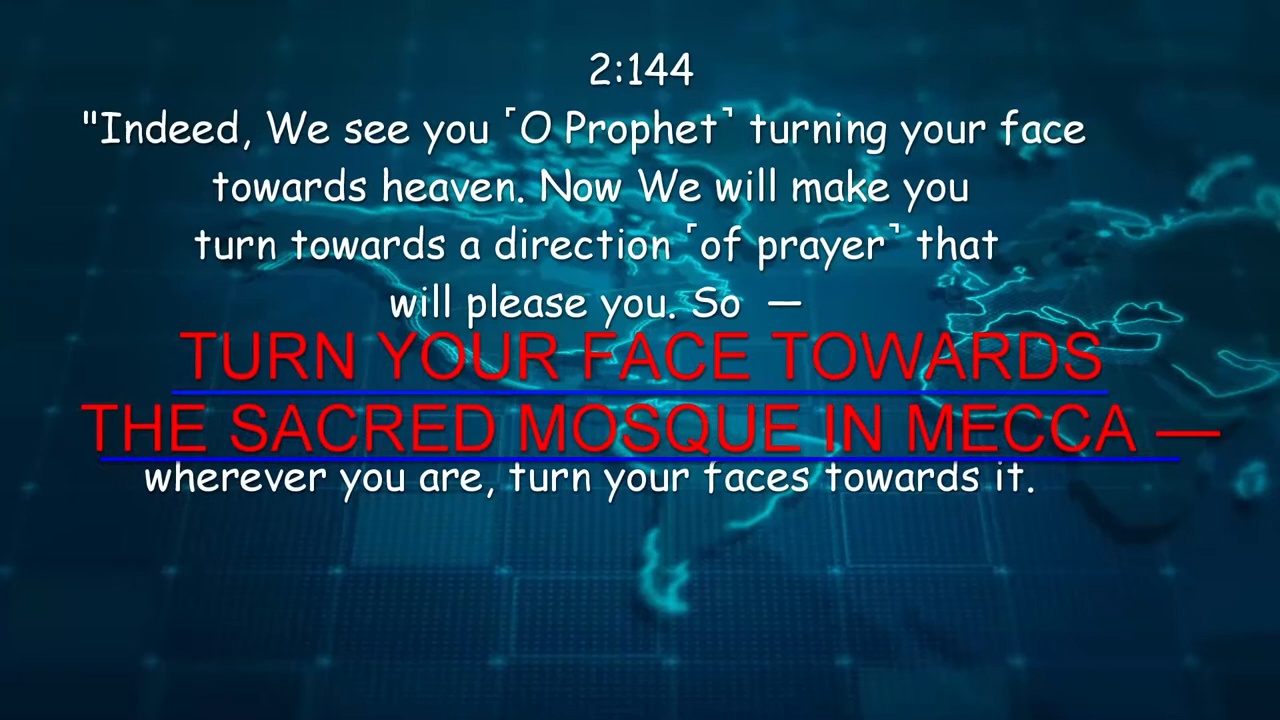 2:144
"Indeed, We see you ˹O Prophet˺ turning your face
towards heaven. Now We will make you
turn towards a direction ˹of prayer˺ that
will please you. So —
TURN YOUR FACE TOWARDS
THE SACRED MOSQUE IN MECCA —
wherever you are, turn your faces towards it.